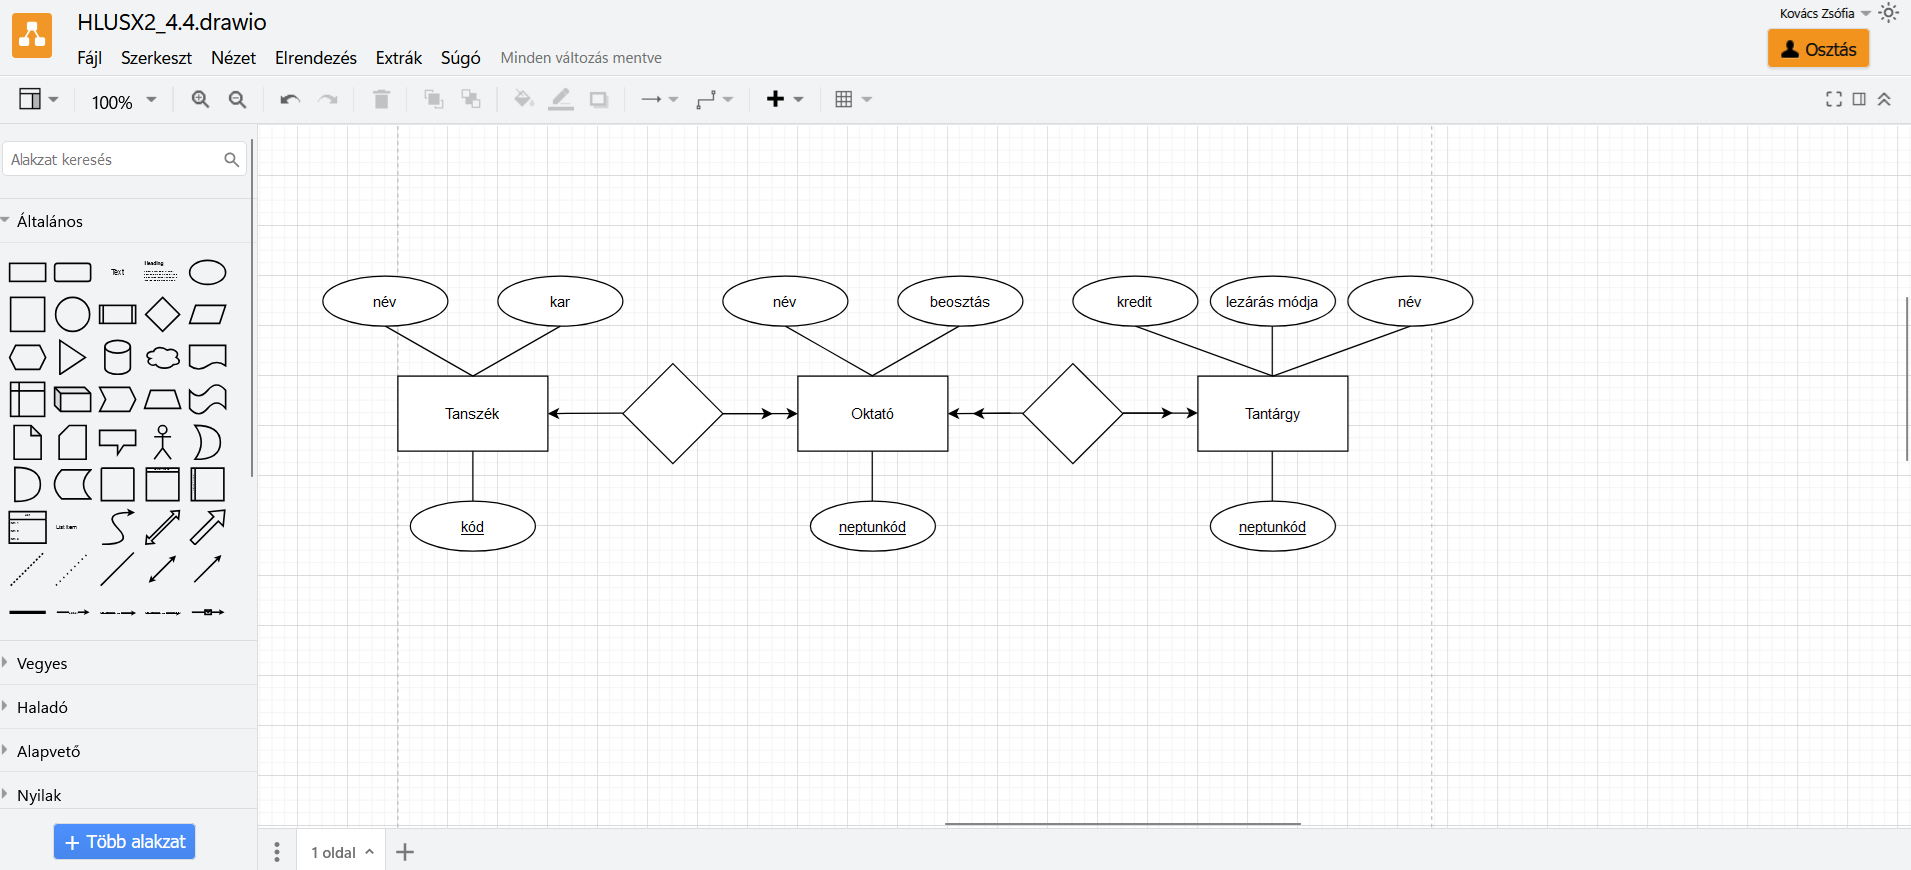 HLUSX2_4.4.drawio
Kovács Zsófia
Fájl Szerkeszt Nézet Elrendezés Extrák Súgó Minden változás mentve
Osztás
100%
Alakzat keresés
Általános
Text
Heading
List Item
Vegyes
Haladó
Alapvető
Nyilak
+ Több alakzat
név kar név beosztás kredit lezárás módja név
Tanszék Oktató Tantárgy
kód neptunkód neptunkód
1 oldal